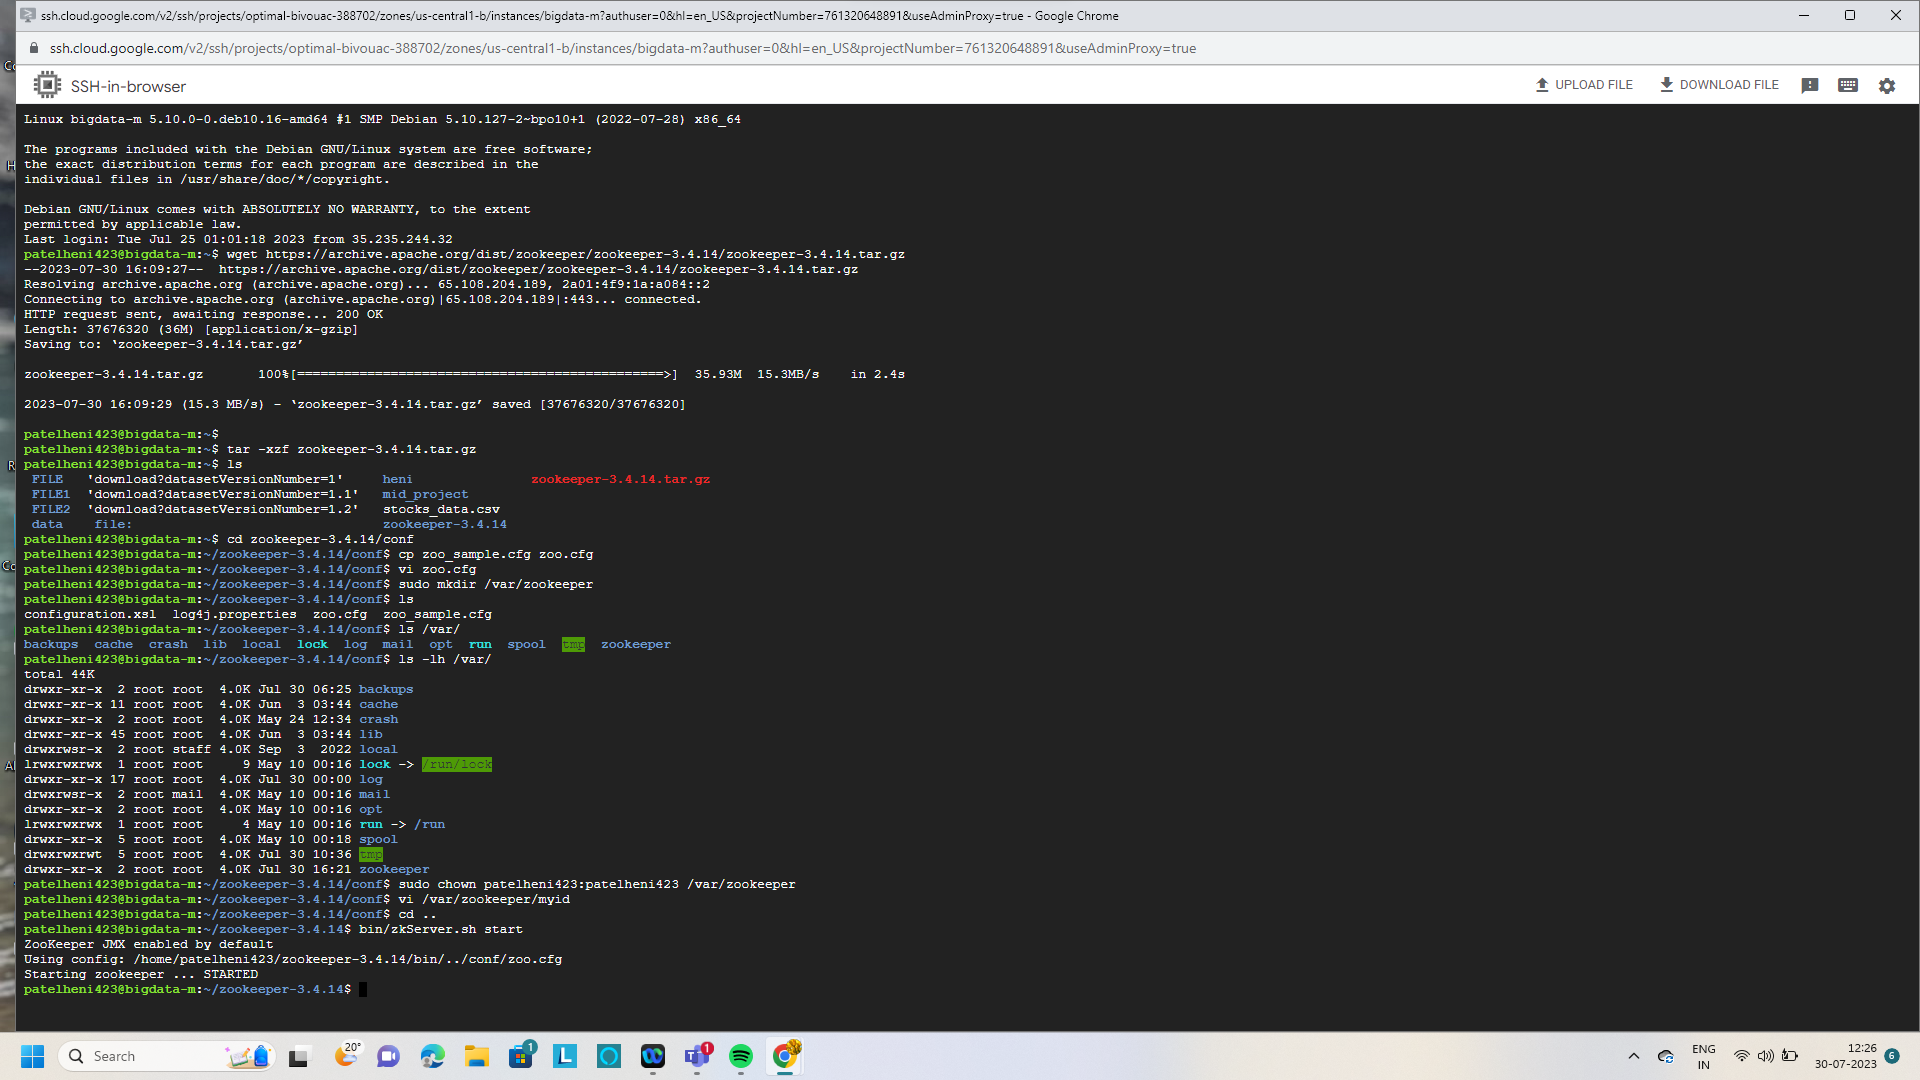 ssh.cloud.google.com/v2/ssh/projects/optimal-bivouac-388702/zones/us-central1-b/instances/bigdata-m?authuser=0&hl=en_US&projectNumber=761320648891&useAdminProxy=true - Google Chrome
ssh.cloud.google.com/v2/ssh/projects/optimal-bivouac-388702/zones/us-central1-b/instances/bigdata-m?authuser=0&hl=en_US&projectNumber=761320648891&useAdminProxy=true
SSH-in-browser UPLOAD FILE DOWNLOAD FILE
Linux bigdata-m 5.10.0-0.deb10.16-amd64 #1 SMP Debian 5.10.127-2~bpo10+1 (2022-07-28) x86_64
The programs included with the Debian GNU/Linux system are free software;
the exact distribution terms for each program are described in the
individual files in /usr/share/doc/*/copyright.
Debian GNU/Linux comes with ABSOLUTELY NO WARRANTY, to the extent
permitted by applicable law.
Last login: Tue Jul 25 01:01:18 2023 from 35.235.244.32
patelheni423@bigdata-m:~$ wget https://archive.apache.org/dist/zookeeper/zookeeper-3.4.14/zookeeper-3.4.14.tar.gz
--2023-07-30 16:09:27--  https://archive.apache.org/dist/zookeeper/zookeeper-3.4.14/zookeeper-3.4.14.tar.gz
Resolving archive.apache.org (archive.apache.org)... 65.108.204.189, 2a01:4f9:1a:a084::2
Connecting to archive.apache.org (archive.apache.org)|65.108.204.189|:443... connected.
HTTP request sent, awaiting response... 200 OK
Length: 37676320 (36M) [application/x-gzip]
Saving to: ‘zookeeper-3.4.14.tar.gz’
zookeeper-3.4.14.tar.gz       100%[===============================================>]  35.93M  15.3MB/s    in 2.4s
2023-07-30 16:09:29 (15.3 MB/s) - ‘zookeeper-3.4.14.tar.gz’ saved [37676320/37676320]
patelheni423@bigdata-m:~$
patelheni423@bigdata-m:~$ tar -xzf zookeeper-3.4.14.tar.gz
patelheni423@bigdata-m:~$ ls
FILE   'download?datasetVersionNumber=1'     heni               zookeeper-3.4.14.tar.gz
FILE1  'download?datasetVersionNumber=1.1'   mid_project
FILE2  'download?datasetVersionNumber=1.2'   stocks_data.csv
data    file:                                zookeeper-3.4.14
patelheni423@bigdata-m:~$ cd zookeeper-3.4.14/conf
patelheni423@bigdata-m:~/zookeeper-3.4.14/conf$ cp zoo_sample.cfg zoo.cfg
patelheni423@bigdata-m:~/zookeeper-3.4.14/conf$ vi zoo.cfg
patelheni423@bigdata-m:~/zookeeper-3.4.14/conf$ sudo mkdir /var/zookeeper
patelheni423@bigdata-m:~/zookeeper-3.4.14/conf$ ls
configuration.xsl  log4j.properties  zoo.cfg  zoo_sample.cfg
patelheni423@bigdata-m:~/zookeeper-3.4.14/conf$ ls /var/
backups  cache  crash  lib  local  lock  log  mail  opt  run  spool  tmp  zookeeper
patelheni423@bigdata-m:~/zookeeper-3.4.14/conf$ ls -lh /var/
total 44K
drwxr-xr-x  2 root root  4.0K Jul 30 06:25 backups
drwxr-xr-x 11 root root  4.0K Jun  3 03:44 cache
drwxr-xr-x  2 root root  4.0K May 24 12:34 crash
drwxr-xr-x 45 root root  4.0K Jun  3 03:44 lib
drwxrwsr-x  2 root staff 4.0K Sep  3  2022 local
lrwxrwxrwx  1 root root     9 May 10 00:16 lock -> /run/lock
drwxr-xr-x 17 root root  4.0K Jul 30 00:00 log
drwxrwsr-x  2 root mail  4.0K May 10 00:16 mail
drwxr-xr-x  2 root root  4.0K May 10 00:16 opt
lrwxrwxrwx  1 root root     4 May 10 00:16 run -> /run
drwxr-xr-x  5 root root  4.0K May 10 00:18 spool
drwxrwxrwt  5 root root  4.0K Jul 30 10:36 tmp
drwxr-xr-x  2 root root  4.0K Jul 30 16:21 zookeeper
patelheni423@bigdata-m:~/zookeeper-3.4.14/conf$ sudo chown patelheni423:patelheni423 /var/zookeeper
patelheni423@bigdata-m:~/zookeeper-3.4.14/conf$ vi /var/zookeeper/myid
patelheni423@bigdata-m:~/zookeeper-3.4.14/conf$ cd ..
patelheni423@bigdata-m:~/zookeeper-3.4.14$ bin/zkServer.sh start
ZooKeeper JMX enabled by default
Using config: /home/patelheni423/zookeeper-3.4.14/bin/../conf/zoo.cfg
Starting zookeeper ... STARTED
patelheni423@bigdata-m:~/zookeeper-3.4.14$
Search 20° 1 L 1 ENG 12:26 6
IN 30-07-2023